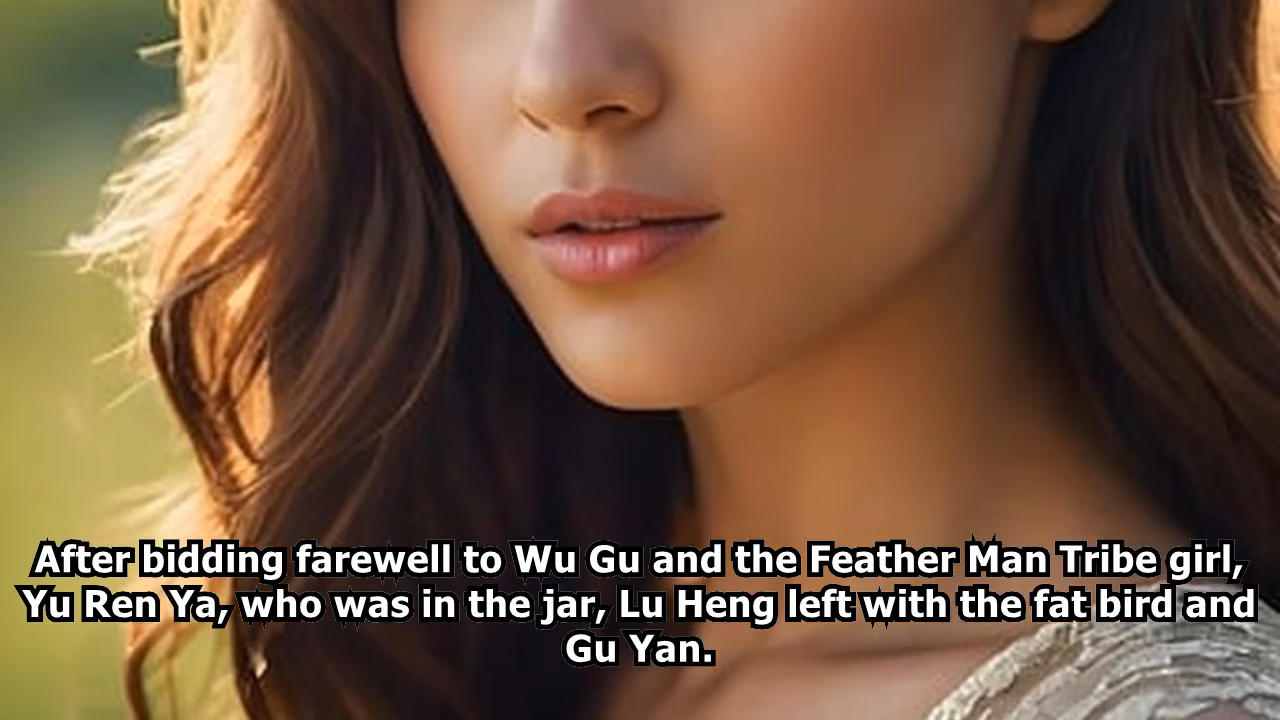 After bidding farewell to Wu Gu and the Feather Man Tribe girl,
Yu Ren Ya, who was in the jar, Lu Heng left with the fat bird and
Gu Yan.